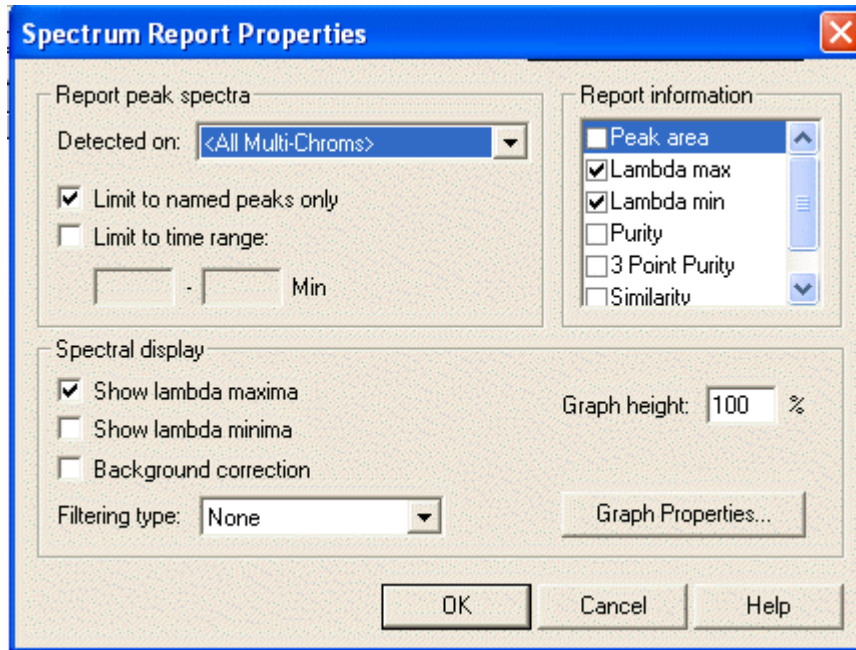 Spectrum Report Properties
Report peak spectra
Detected on: <All Multi-Chroms>
Limit to named peaks only
Limit to time range:
- Min
Report information
Peak area
Lambda max
Lambda min
Purity
3 Point Purity
Similarity
Spectral display
Show lambda maxima
Show lambda minima
Background correction
Filtering type: None
Graph height: 100 %
Graph Properties...
OK Cancel Help